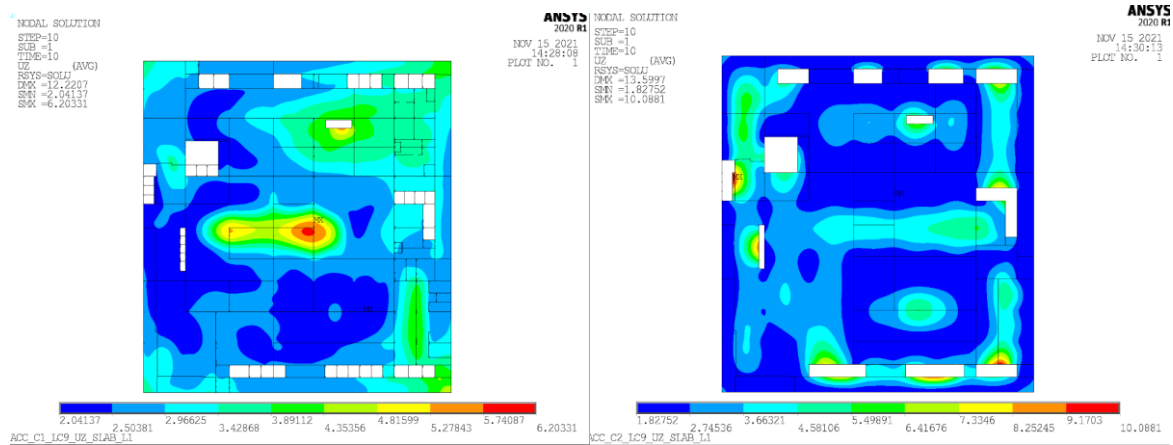 NODAL SOLUTION
STEP=10
SUB =1
TIME=10
UZ (AVG)
RSYS=SOLU
DMX =12.2207
SMN =2.04137
SMX =6.20331
ANSYS
2020 R1
NOV 15 2021
14:28:08
PLOT NO. 1
MX
2.04137 2.96625 3.89112 4.81599 5.74087
2.50381 3.42868 4.35356 5.27843 6.20331
ACC_C1_LC9_UZ_SLAB_L1
NODAL SOLUTION
STEP=10
SUB =1
TIME=10
UZ (AVG)
RSYS=SOLU
DMX =13.5997
SMN =1.82752
SMX =10.0881
ANSYS
2020 R1
NOV 15 2021
14:30:13
PLOT NO. 1
1.82752 3.66321 5.49891 7.3346 9.1703
2.74536 4.58106 6.41676 8.25245 10.0881
ACC_C2_LC9_UZ_SLAB_L1